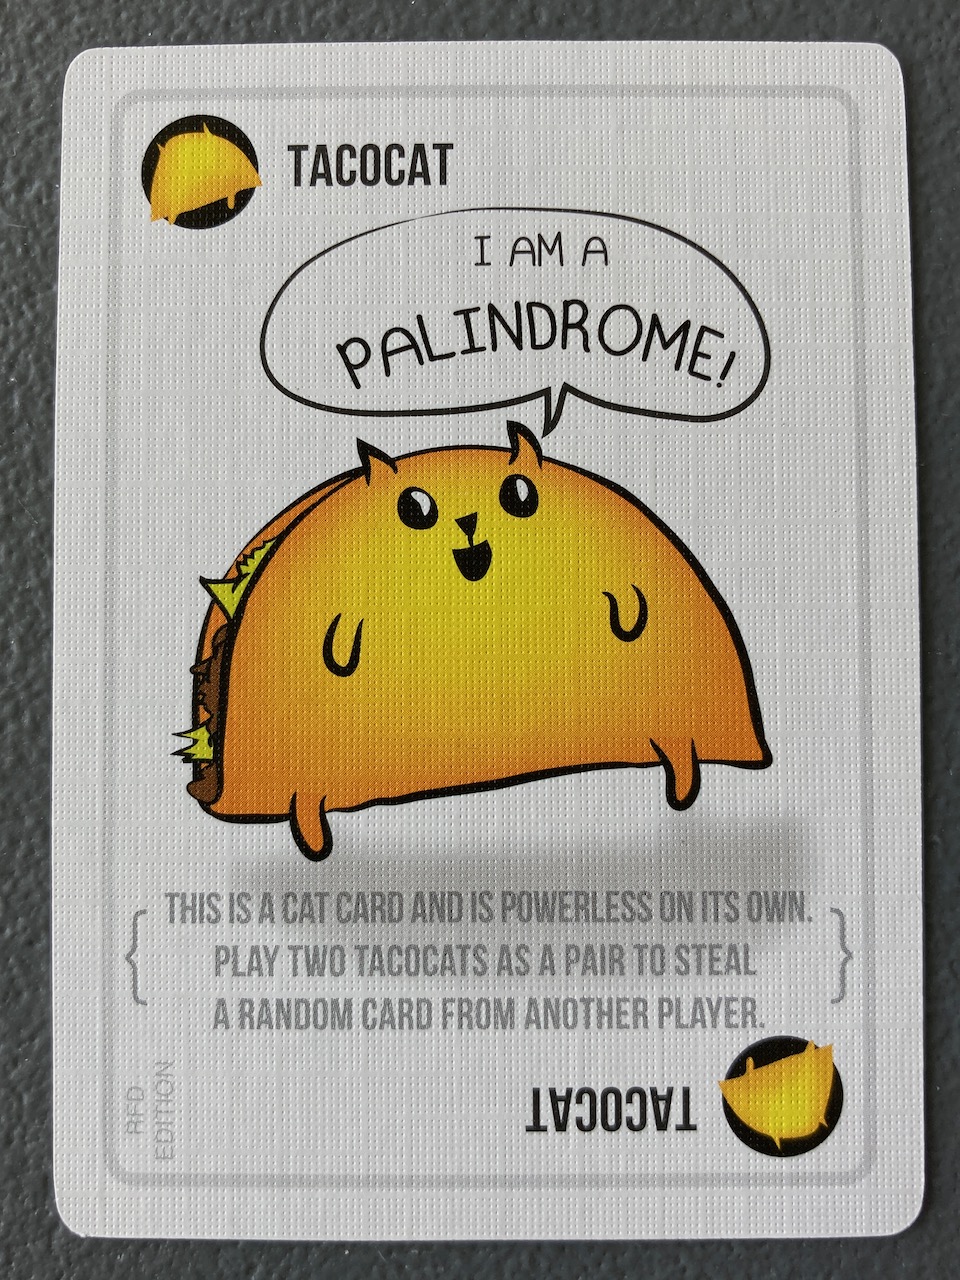 TACOCAT
I AM A
PALINDROME!
THIS IS A CAT CARD AND IS POWERLESS ON ITS OWN.
PLAY TWO TACOCATS AS A PAIR TO STEAL
A RANDOM CARD FROM ANOTHER PLAYER.
RFD
EDITION
TACOCAT